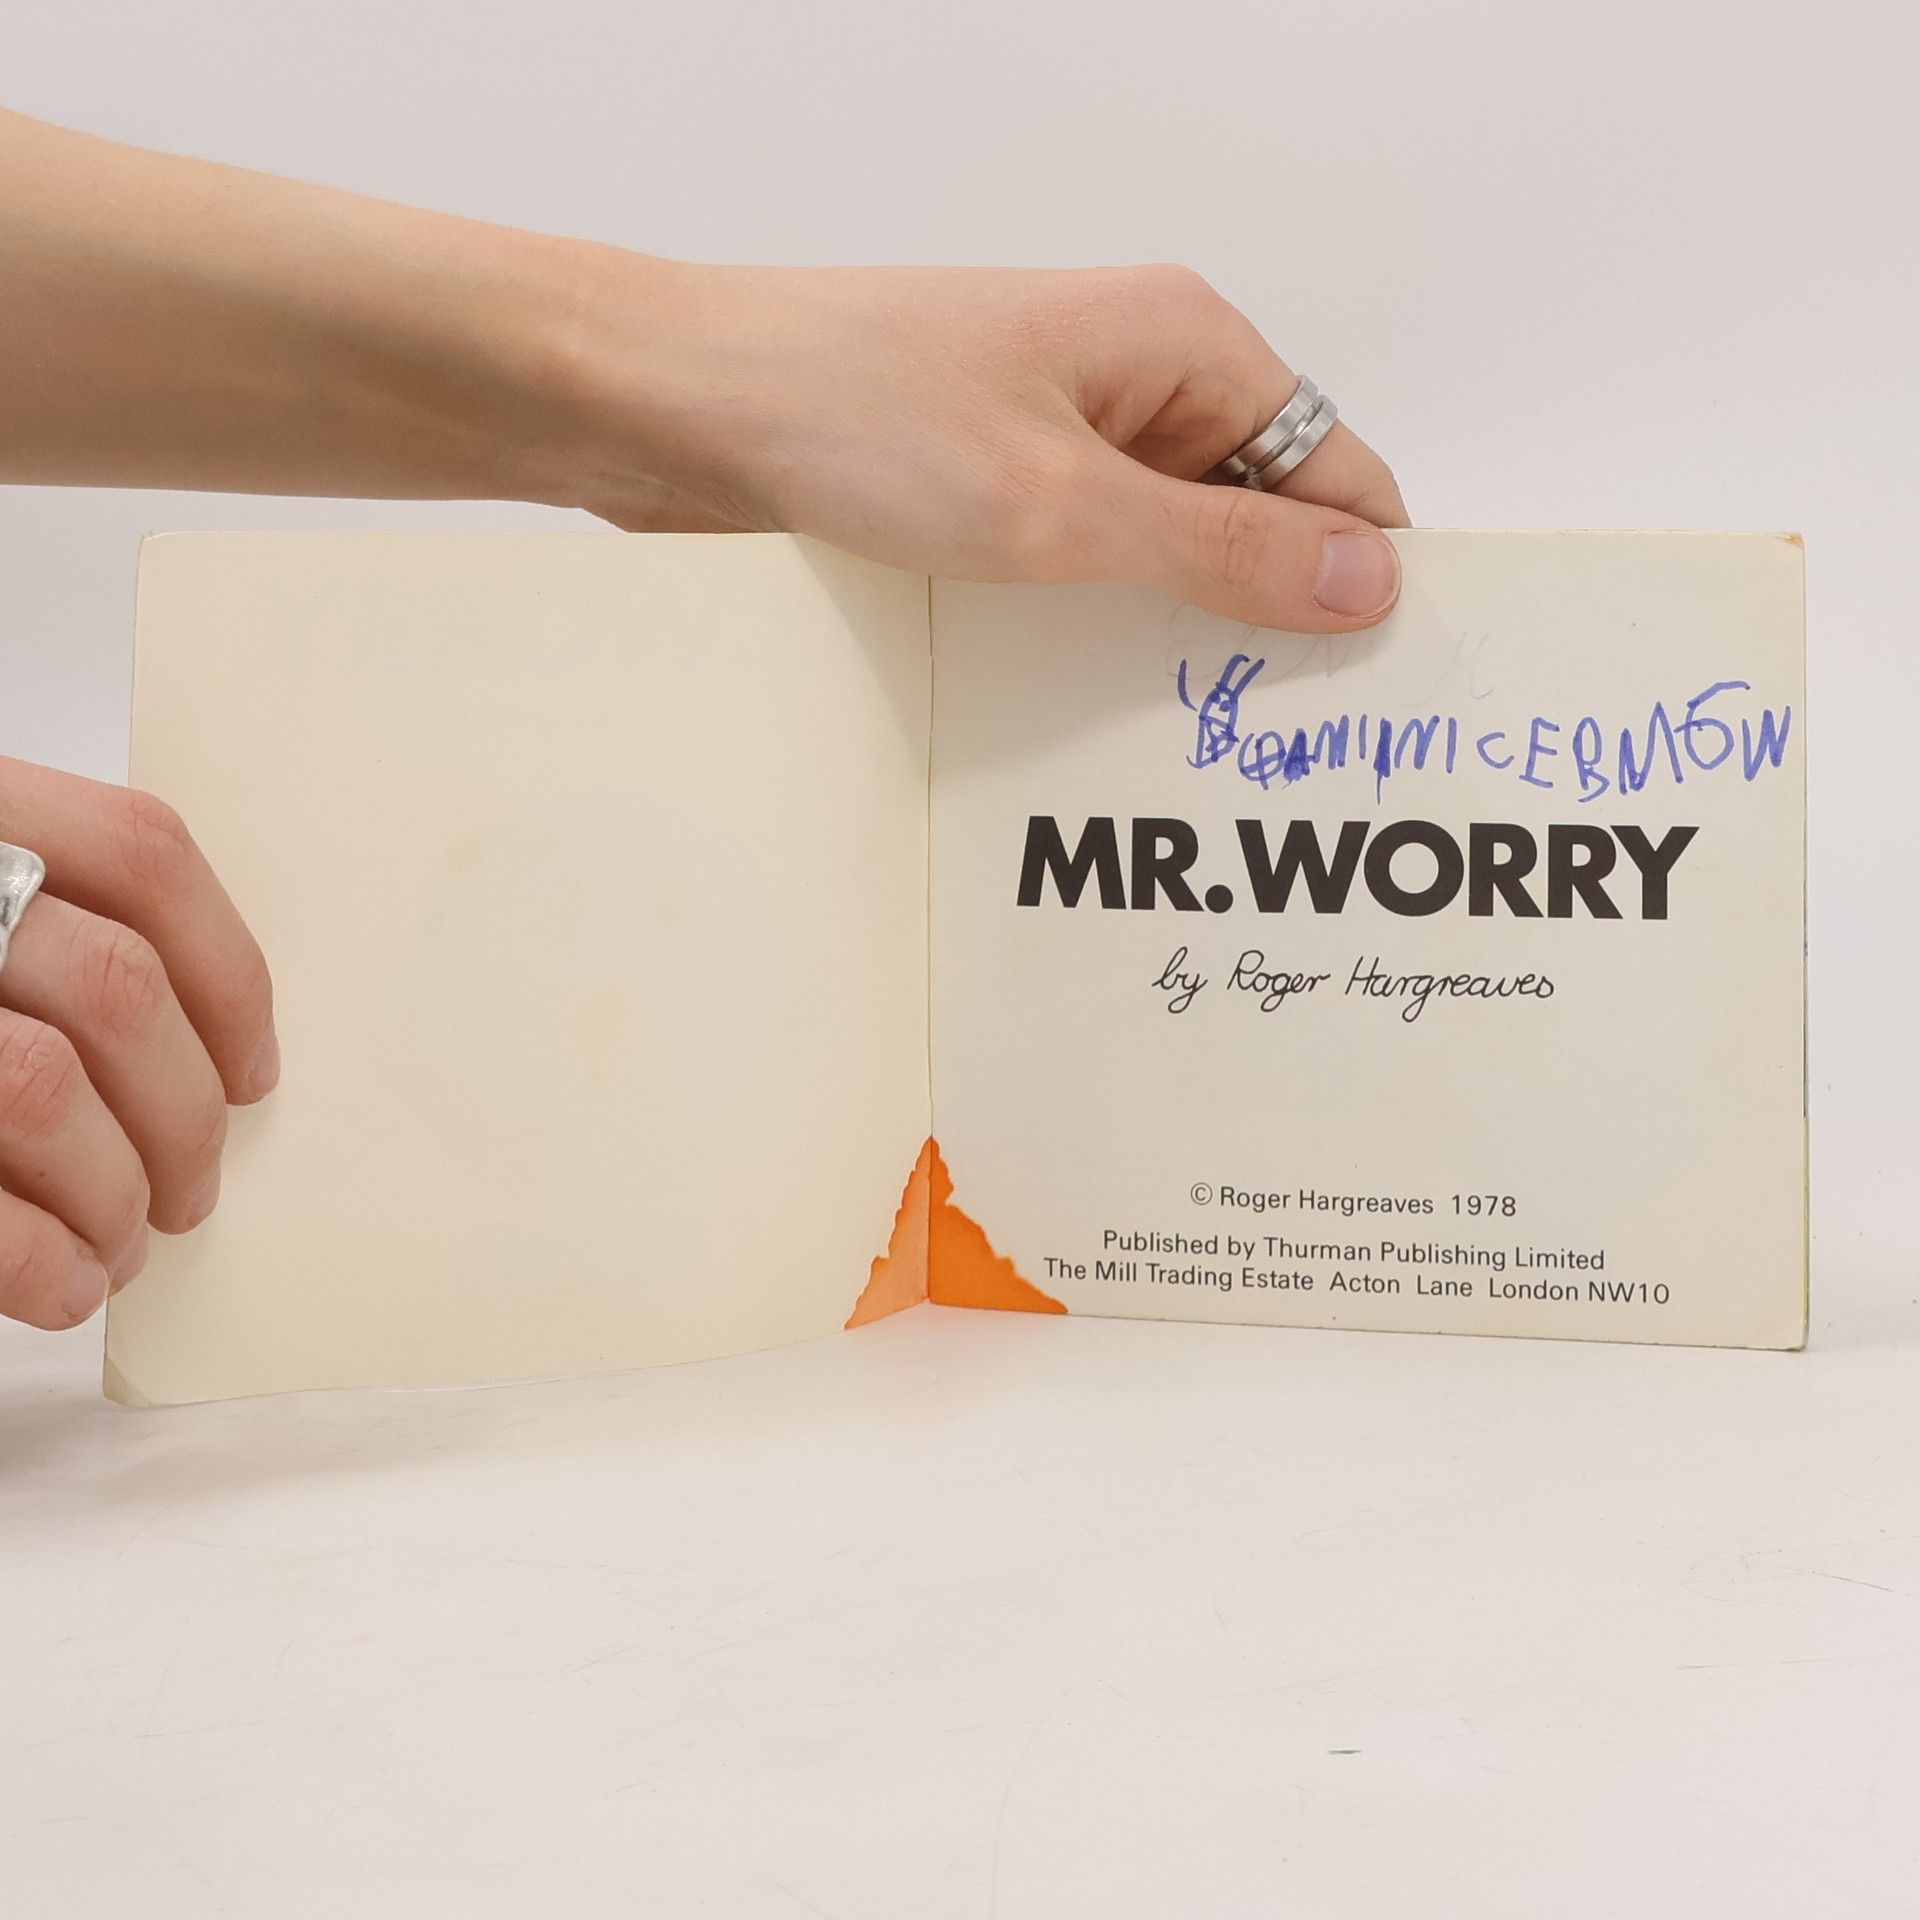 DOMINICEBMOW
MR. WORRY
by Roger Hargreaves
© Roger Hargreaves 1978
Published by Thurman Publishing Limited
The Mill Trading Estate Acton Lane London NW10